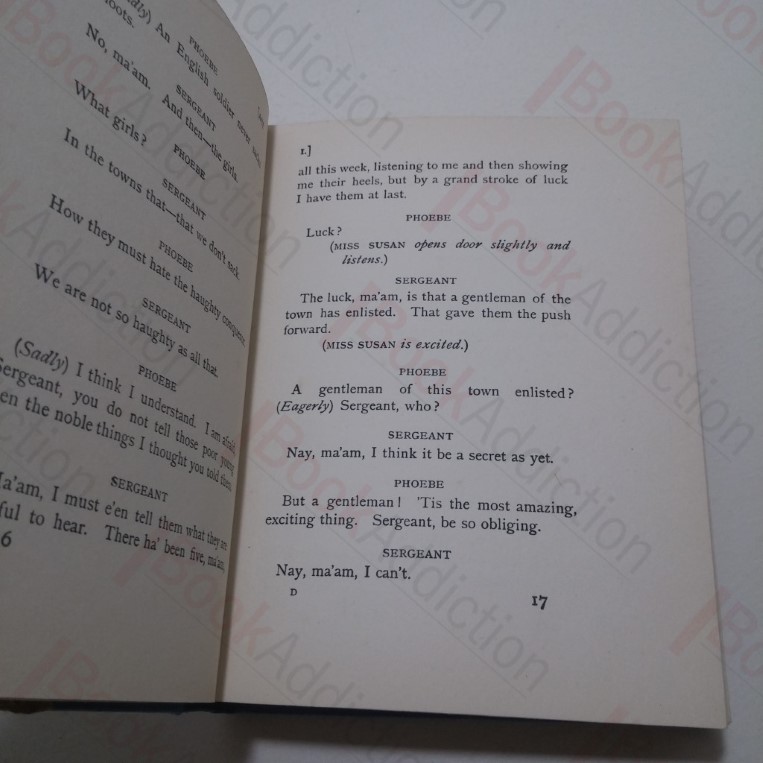 An English soldier never
loots.
PHOEBE
No, ma'am. And then—the girls.
SERGEANT
What girls?
PHOEBE
In the towns that—that we don't sack.
SERGEANT
How they must hate the haughty
PHOEBE
We are not so haughty as all that.
SERGEANT
(Sadly) I think I understand. I am afraid,
PHOEBE
Sergeant, you do not tell those poor young
the noble things I thought you told them.
SERGEANT
Ma'am, I must e'en tell them what they are
to hear. There ha' been five, ma'am,
6
I.]
all this week, listening to me and then showing
me their heels, but by a grand stroke of luck
I have them at last.
PHOEBE
Luck?
(MISS SUSAN opens door slightly and
listens.)
SERGEANT
The luck, ma'am, is that a gentleman of the
town has enlisted. That gave them the push
forward.
(MISS SUSAN is excited.)
PHOEBE
A gentleman of this town enlisted?
(Eagerly) Sergeant, who?
SERGEANT
Nay, ma'am, I think it be a secret as yet.
PHOEBE
But a gentleman! 'Tis the most amazing,
exciting thing. Sergeant, be so obliging.
SERGEANT
Nay, ma'am, I can't.
D
17
BookAddiction